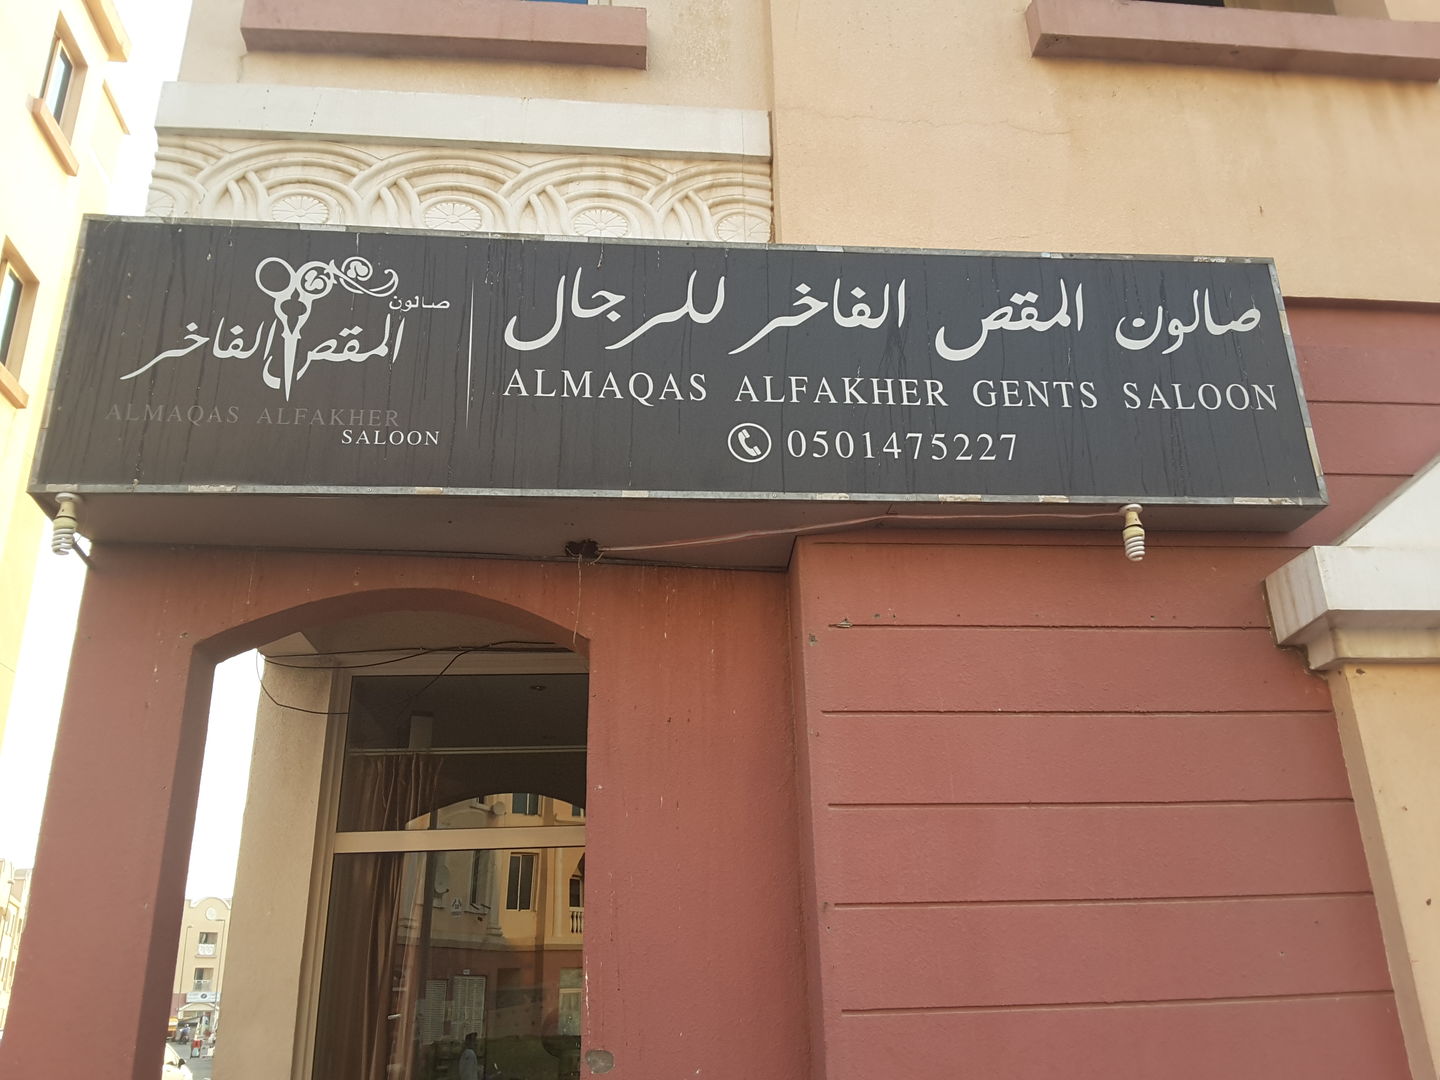 صالون المقص الفاخر للرجال
ALMAQAS ALFAKHER GENTS SALOON
0501475227
صالون
المقص الفاخر
ALMAQAS ALFAKHER
SALOON